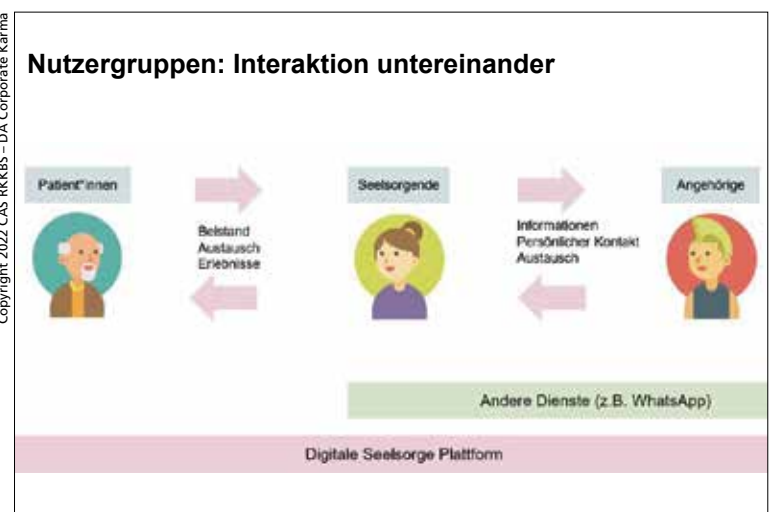 Copyright 2022 CAS RKKBS – DA Corporate Karma
Nutzergruppen: Interaktion untereinander
Patient*innen
Seelsorgende
Angehörige
Beistand
Austausch
Erlebnisse
Informationen
Persönlicher Kontakt
Austausch
Andere Dienste (z.B. WhatsApp)
Digitale Seelsorge Plattform